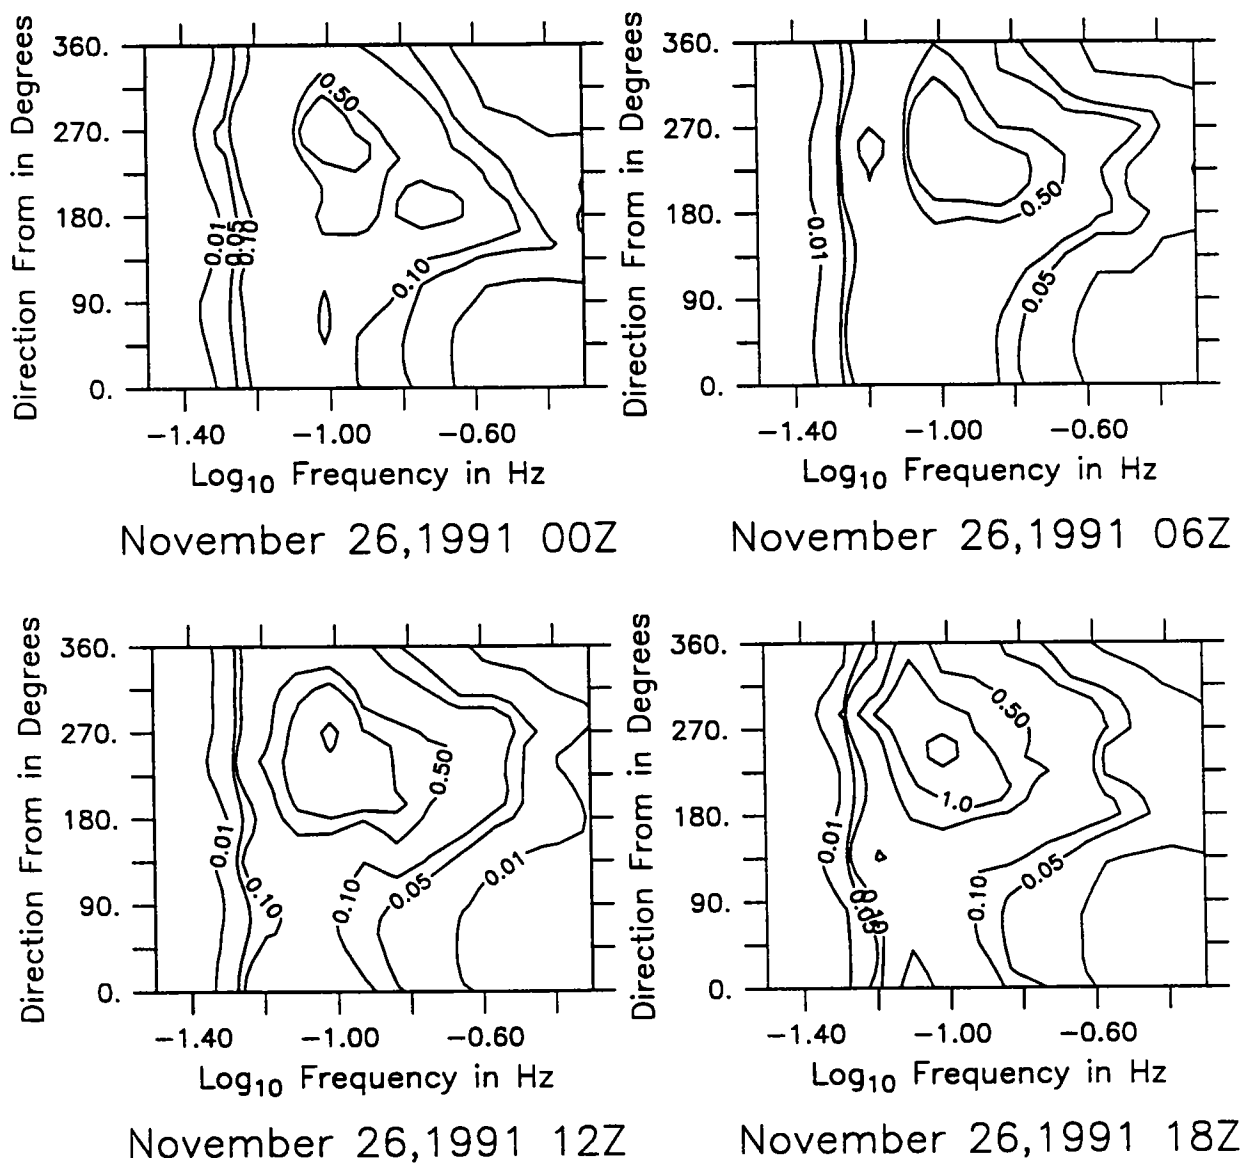 Direction From in Degrees
360.
270.
180.
90.
0.
0.50
0.01
0.05
0.10
0.10
−1.40 −1.00 −0.60
Log10 Frequency in Hz
November 26,1991 00Z
Direction From in Degrees
360.
270.
180.
90.
0.
0.50
0.01
0.05
−1.40 −1.00 −0.60
Log10 Frequency in Hz
November 26,1991 06Z
Direction From in Degrees
360.
270.
180.
90.
0.
0.50
0.01
0.10
0.10
0.05
0.01
−1.40 −1.00 −0.60
Log10 Frequency in Hz
November 26,1991 12Z
Direction From in Degrees
360.
270.
180.
90.
0.
0.50
1.0
0.01
0.10
0.05
0.10
0.05
−1.40 −1.00 −0.60
Log10 Frequency in Hz
November 26,1991 18Z